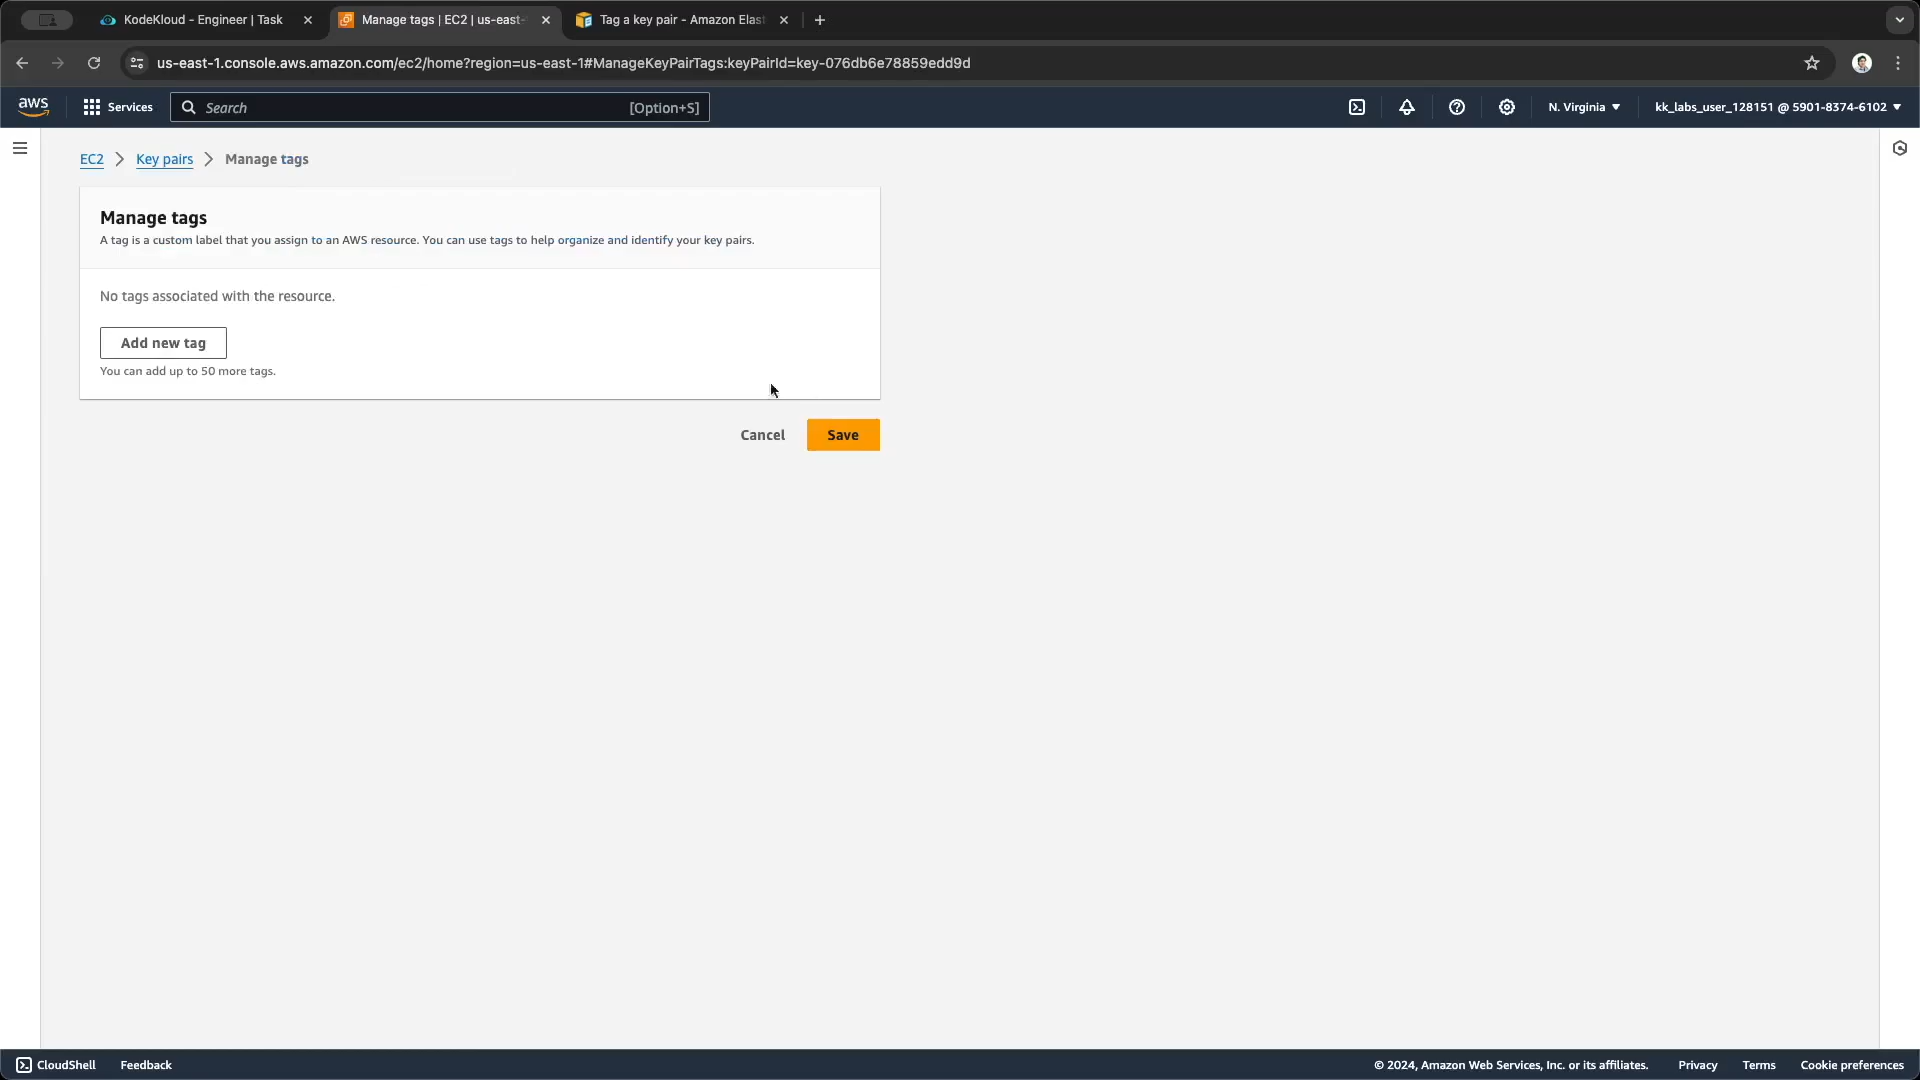 KodeKloud - Engineer | Task
Manage tags | EC2 | us-east-
Tag a key pair - Amazon Elas
us-east-1.console.aws.amazon.com/ec2/home?region=us-east-1#ManageKeyPairTags:keyPairId=key-076db6e78859edd9d
aws
Services
Search
[Option+S]
N. Virginia
kk_labs_user_128151 @ 5901-8374-6102
EC2
Key pairs
Manage tags
Manage tags
A tag is a custom label that you assign to an AWS resource. You can use tags to help organize and identify your key pairs.
No tags associated with the resource.
Add new tag
You can add up to 50 more tags.
Cancel
Save
CloudShell
Feedback
© 2024, Amazon Web Services, Inc. or its affiliates.
Privacy
Terms
Cookie preferences